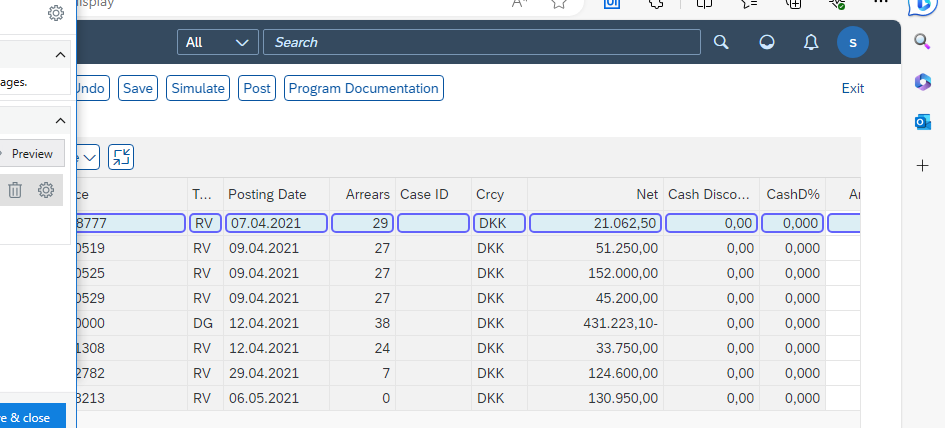 isplay
All Search s
ages.
Undo Save Simulate Post Program Documentation Exit
Preview
ce T... Posting Date Arrears Case ID Crcy Net Cash Disco... CashD% Ar
8777 RV 07.04.2021 29 DKK 21.062,50 0,00 0,000
0519 RV 09.04.2021 27 DKK 51.250,00 0,00 0,000
0525 RV 09.04.2021 27 DKK 152.000,00 0,00 0,000
0529 RV 09.04.2021 27 DKK 45.200,00 0,00 0,000
0000 DG 12.04.2021 38 DKK 431.223,10- 0,00 0,000
1308 RV 12.04.2021 24 DKK 33.750,00 0,00 0,000
2782 RV 29.04.2021 7 DKK 124.600,00 0,00 0,000
3213 RV 06.05.2021 0 DKK 130.950,00 0,00 0,000
e & close